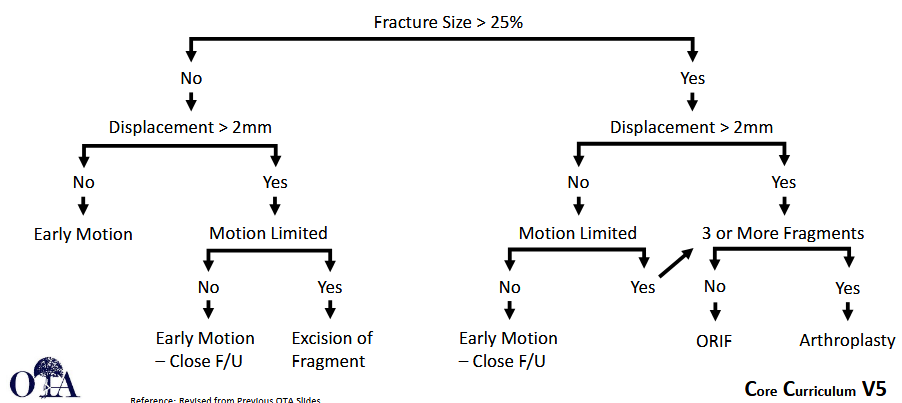 Fracture Size > 25%
No
Yes
Displacement > 2mm
Displacement > 2mm
No
Yes
No
Yes
Early Motion
Motion Limited
Motion Limited
3 or More Fragments
No
Yes
No
Yes
No
Yes
Early Motion
– Close F/U
Excision of
Fragment
Early Motion
– Close F/U
ORIF
Arthroplasty
OTA
Core Curriculum V5
Reference: Revised from Previous OTA Slides